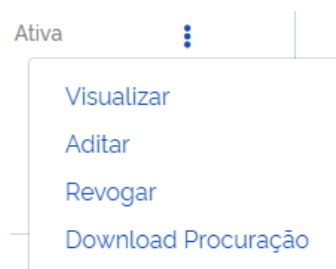 Ativa
Visualizar
Aditar
Revogar
Download Procuração